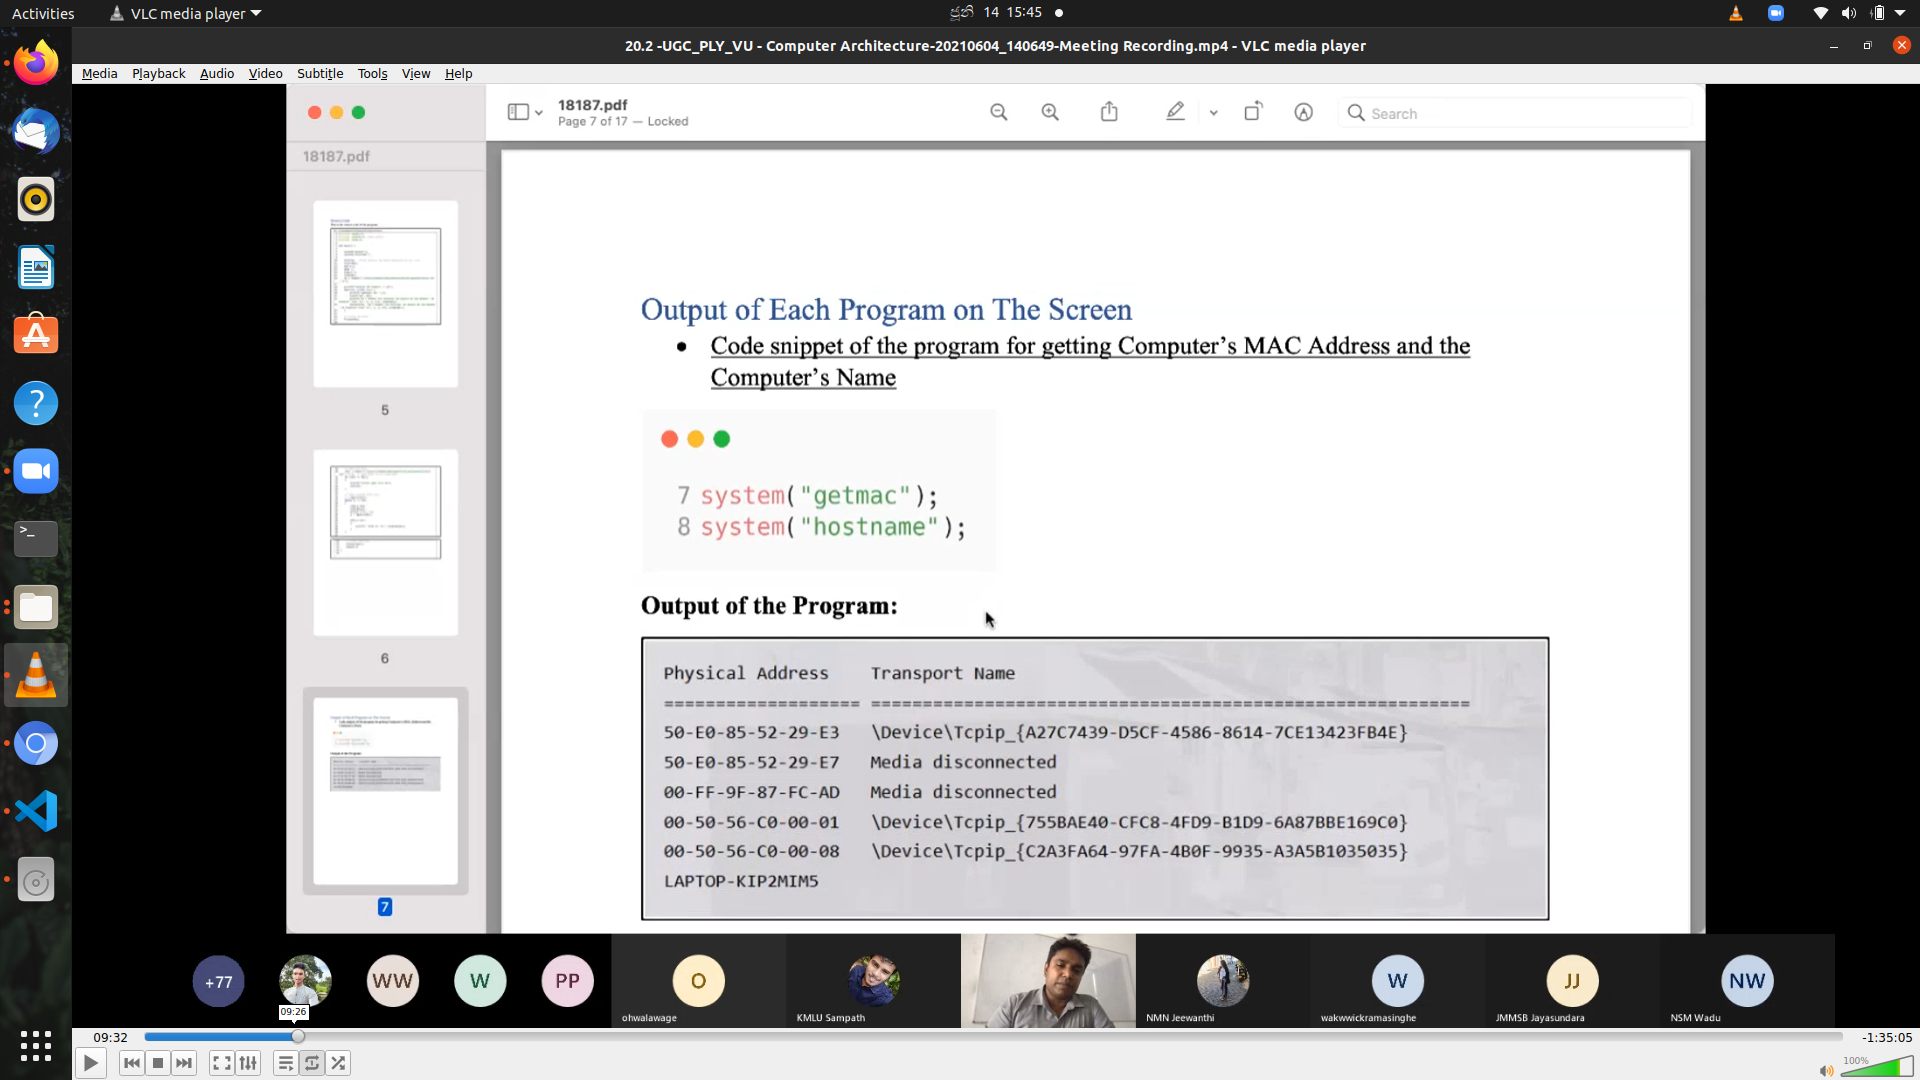 Activities
VLC media player
ජූනි 14 15:45
20.2 -UGC_PLY_VU - Computer Architecture-20210604_140649-Meeting Recording.mp4 - VLC media player
Media Playback Audio Video Subtitle Tools View Help
18187.pdf
Page 7 of 17 — Locked
Search
18187.pdf
5
6
7
Output of Each Program on The Screen
• Code snippet of the program for getting Computer's MAC Address and the
Computer's Name
7 system("getmac");
8 system("hostname");
Output of the Program:
Physical Address Transport Name
=================== ==========================================================
50-E0-85-52-29-E3 \Device\Tcpip_{A27C7439-D5CF-4586-8614-7CE13423FB4E}
50-E0-85-52-29-E7 Media disconnected
00-FF-9F-87-FC-AD Media disconnected
00-50-56-C0-00-01 \Device\Tcpip_{755BAE40-CFC8-4FD9-B1D9-6A87BBE169C0}
00-50-56-C0-00-08 \Device\Tcpip_{C2A3FA64-97FA-4B0F-9935-A3A5B1035035}
LAPTOP-KIP2MIM5
+77 WW W PP O W JJ NW
ohwalawage KMLU Sampath NMN Jeewanthi wakwwickramasinghe JMMSB Jayasundara NSM Wadu
09:26
09:32 -1:35:05
100%